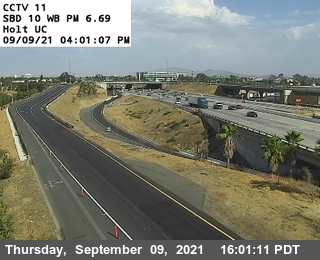 CCTV 11
SBD 10 WB PM 6.69
Holt UC
09/09/21 04:01:07 PM
Thursday, September 09, 2021 16:01:11 PDT